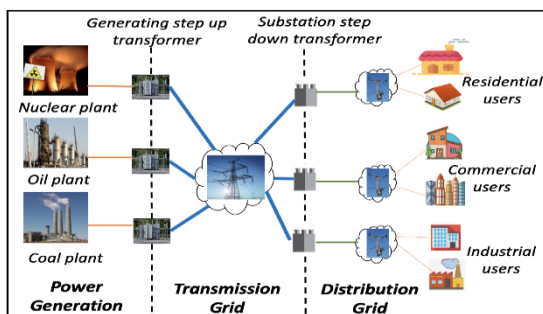 Generating step up
transformer
Substation step
down transformer
Nuclear plant
Oil plant
Coal plant
Residential
users
Commercial
users
Industrial
users
Power
Generation
Transmission
Grid
Distribution
Grid